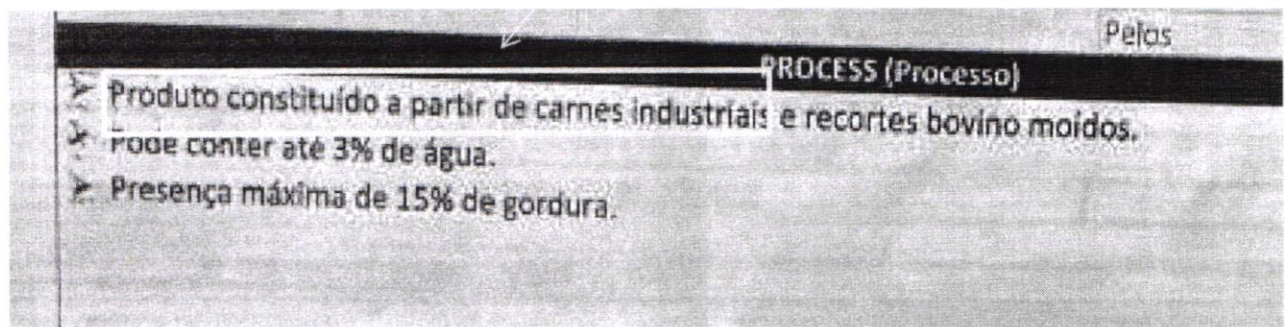 Pelos
PROCESS (Processo)
Produto constituído a partir de carnes industriais e recortes bovino moídos.
Pode conter até 3% de água.
Presença máxima de 15% de gordura.